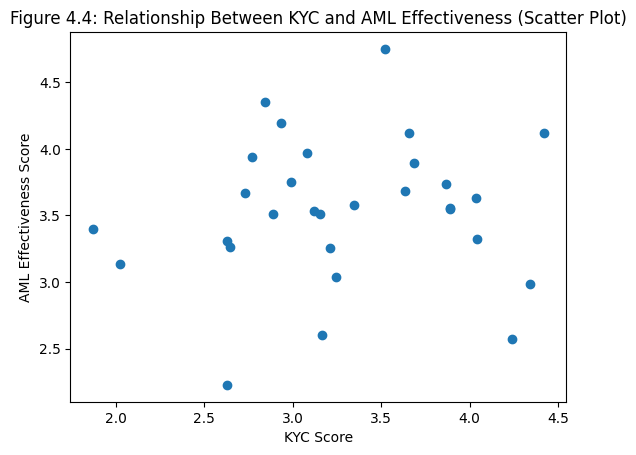 Figure 4.4: Relationship Between KYC and AML Effectiveness (Scatter Plot)
4.5
4.0
3.5
3.0
2.5
AML Effectiveness Score
2.0 2.5 3.0 3.5 4.0 4.5
KYC Score